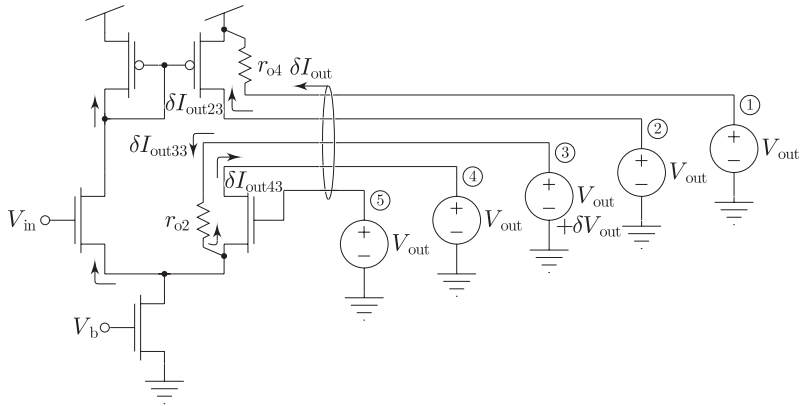 r_o4 δI_out
①
δI_out23
②
V_out
δI_out33
③
V_out
δI_out43
④
V_in
r_o2
⑤
V_out
V_out
V_out
+δV_out
V_b